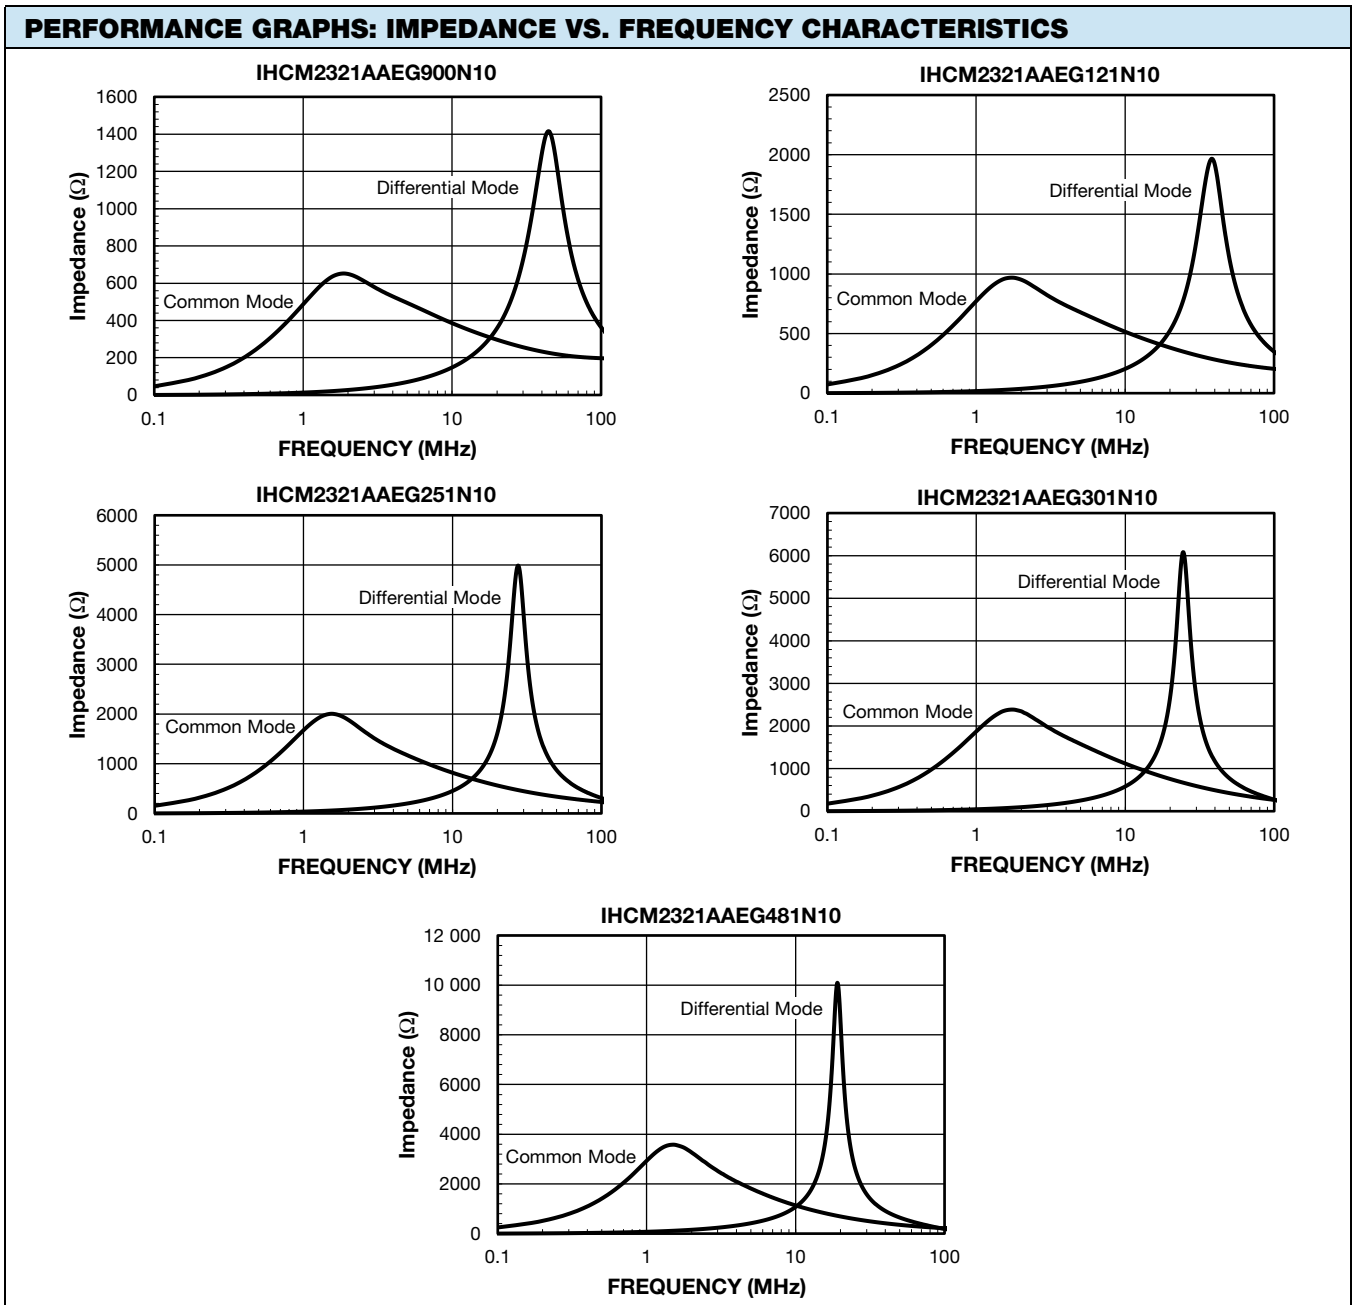 PERFORMANCE GRAPHS: IMPEDANCE VS. FREQUENCY CHARACTERISTICS
IHCM2321AAEG900N10
1600
1400
1200
1000
800
600
400
200
0
Impedance (Ω)
Differential Mode
Common Mode
0.1 1 10 100
FREQUENCY (MHz)
IHCM2321AAEG121N10
2500
2000
1500
1000
500
0
Impedance (Ω)
Differential Mode
Common Mode
0.1 1 10 100
FREQUENCY (MHz)
IHCM2321AAEG251N10
6000
5000
4000
3000
2000
1000
0
Impedance (Ω)
Differential Mode
Common Mode
0.1 1 10 100
FREQUENCY (MHz)
IHCM2321AAEG301N10
7000
6000
5000
4000
3000
2000
1000
0
Impedance (Ω)
Differential Mode
Common Mode
0.1 1 10 100
FREQUENCY (MHz)
IHCM2321AAEG481N10
12 000
10 000
8000
6000
4000
2000
0
Impedance (Ω)
Differential Mode
Common Mode
0.1 1 10 100
FREQUENCY (MHz)